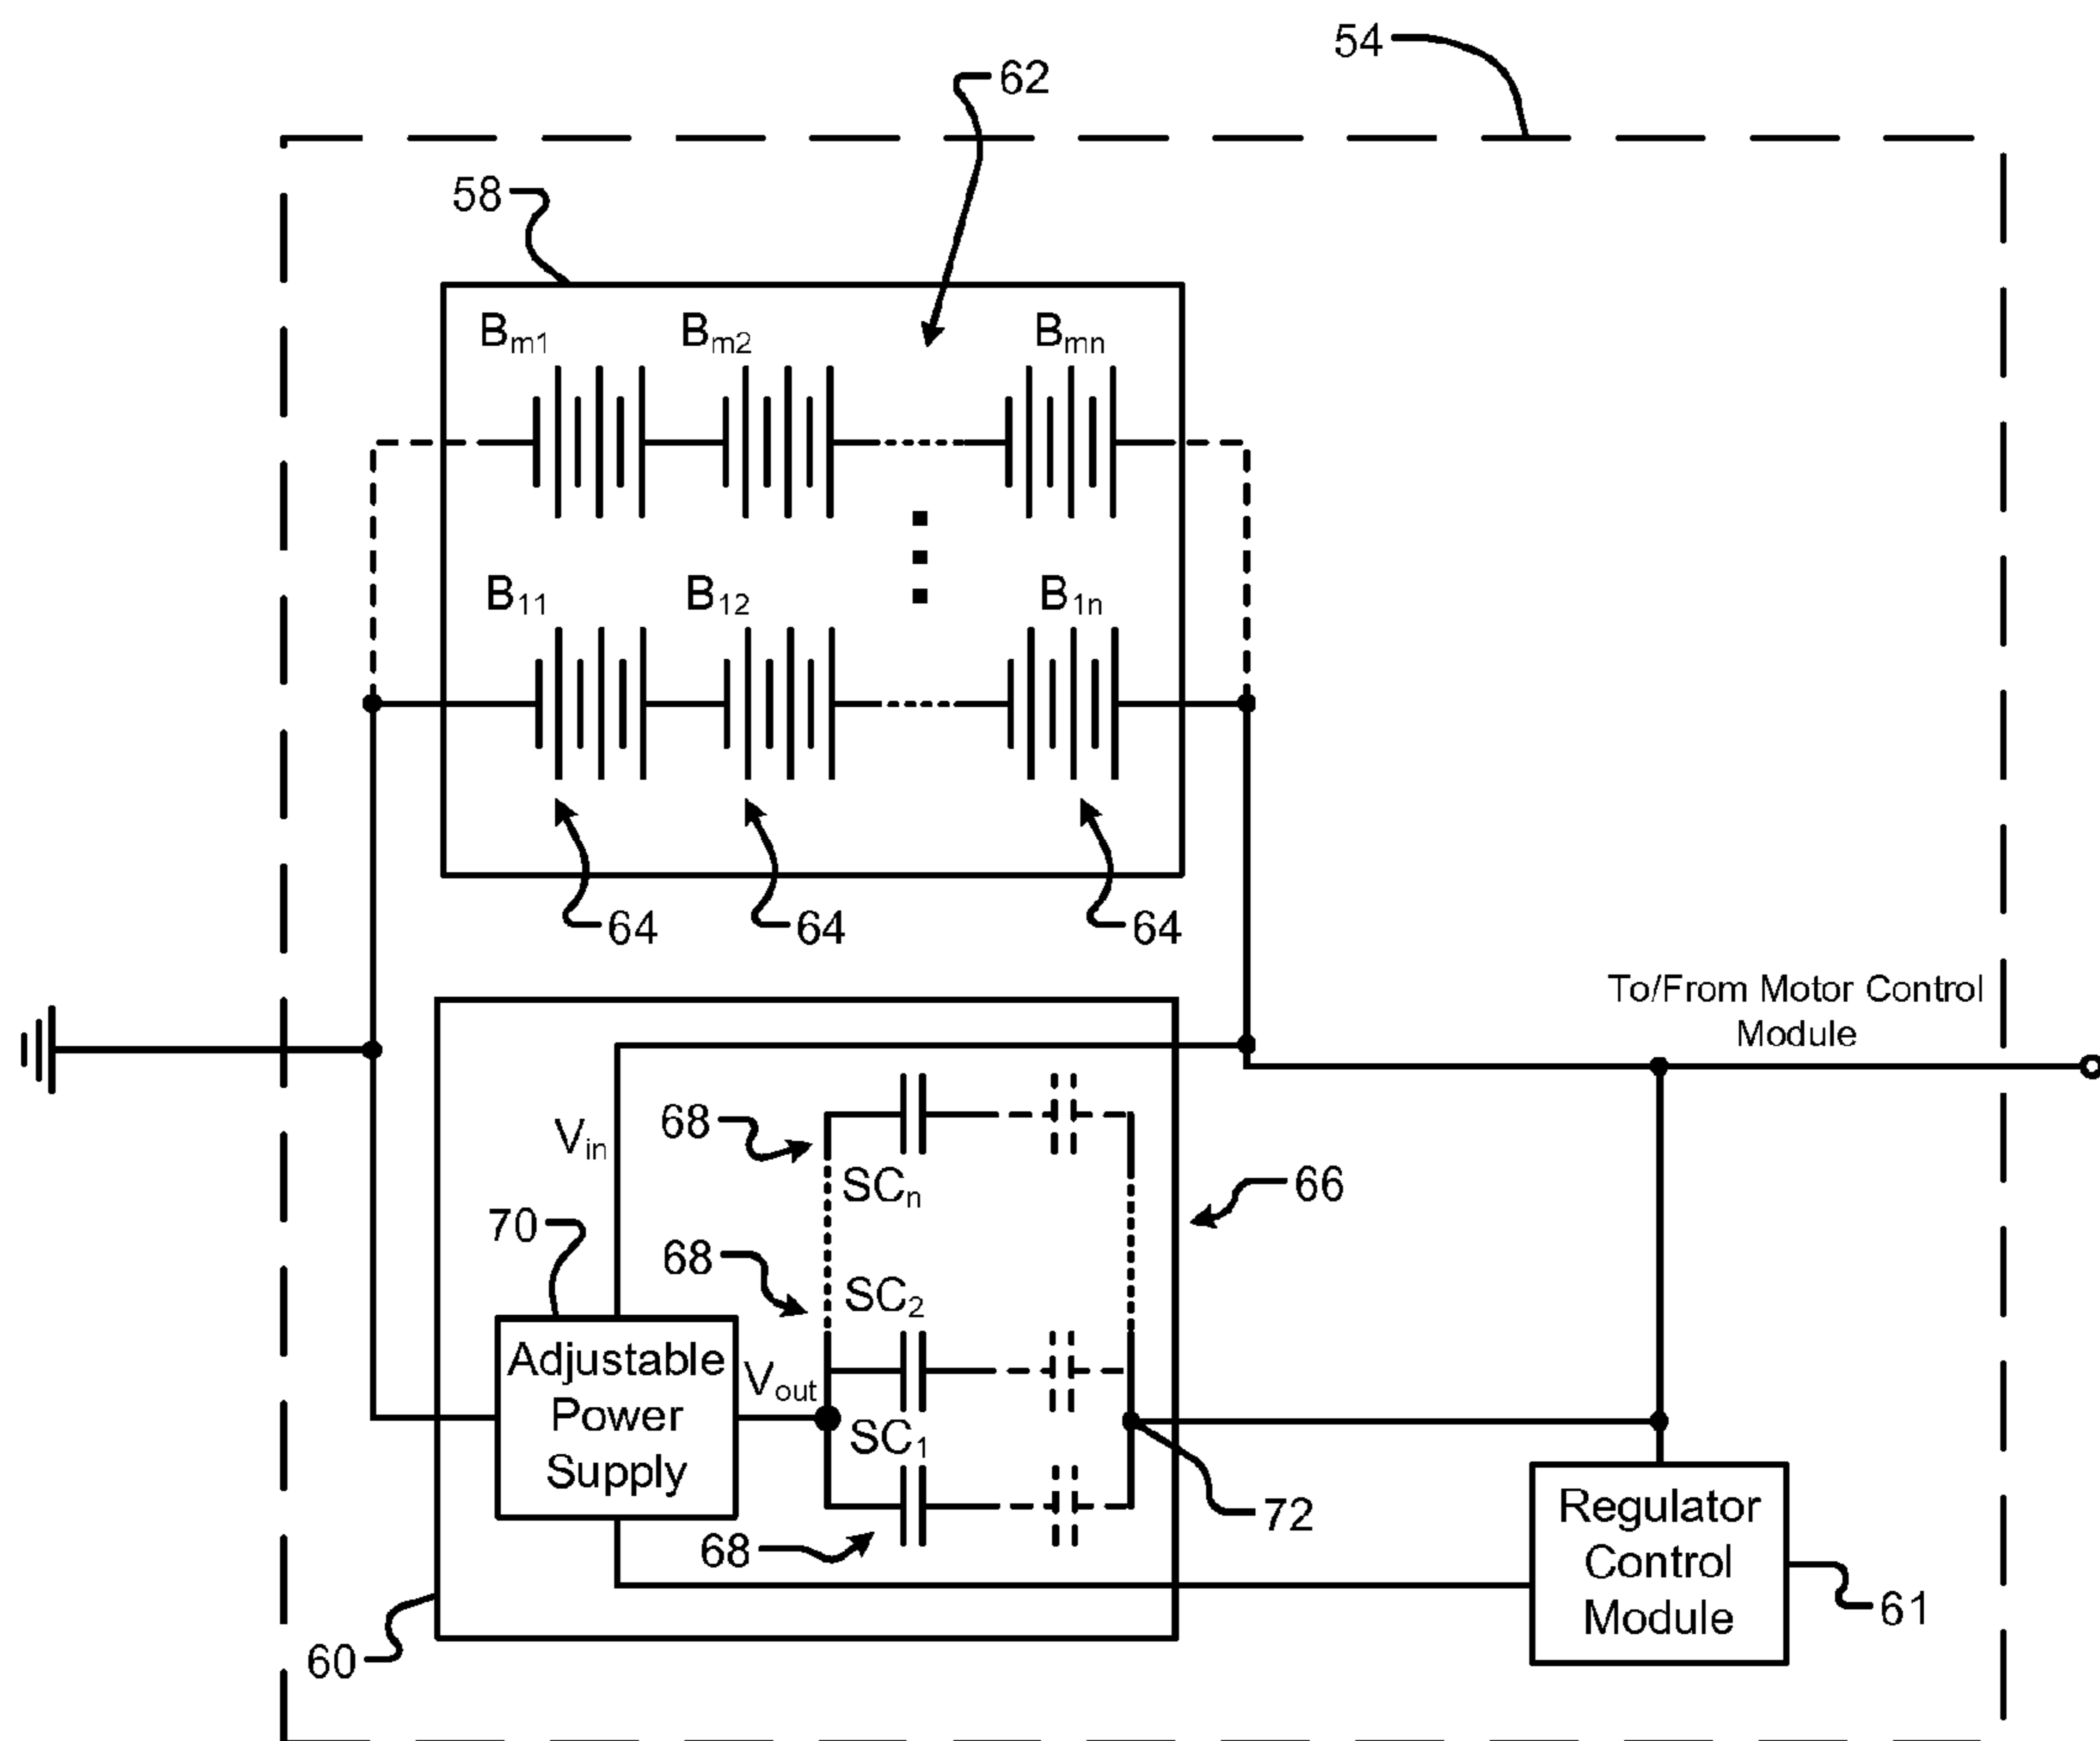 54
62
58
Bm1 Bm2 Bmn
B11 B12 B1n
64 64 64
To/From Motor Control
Module
68
Vin
SCn
66
70
68
SC2
Adjustable
Power
Supply
Vout
SC1
72
68
Regulator
Control
Module
61
60